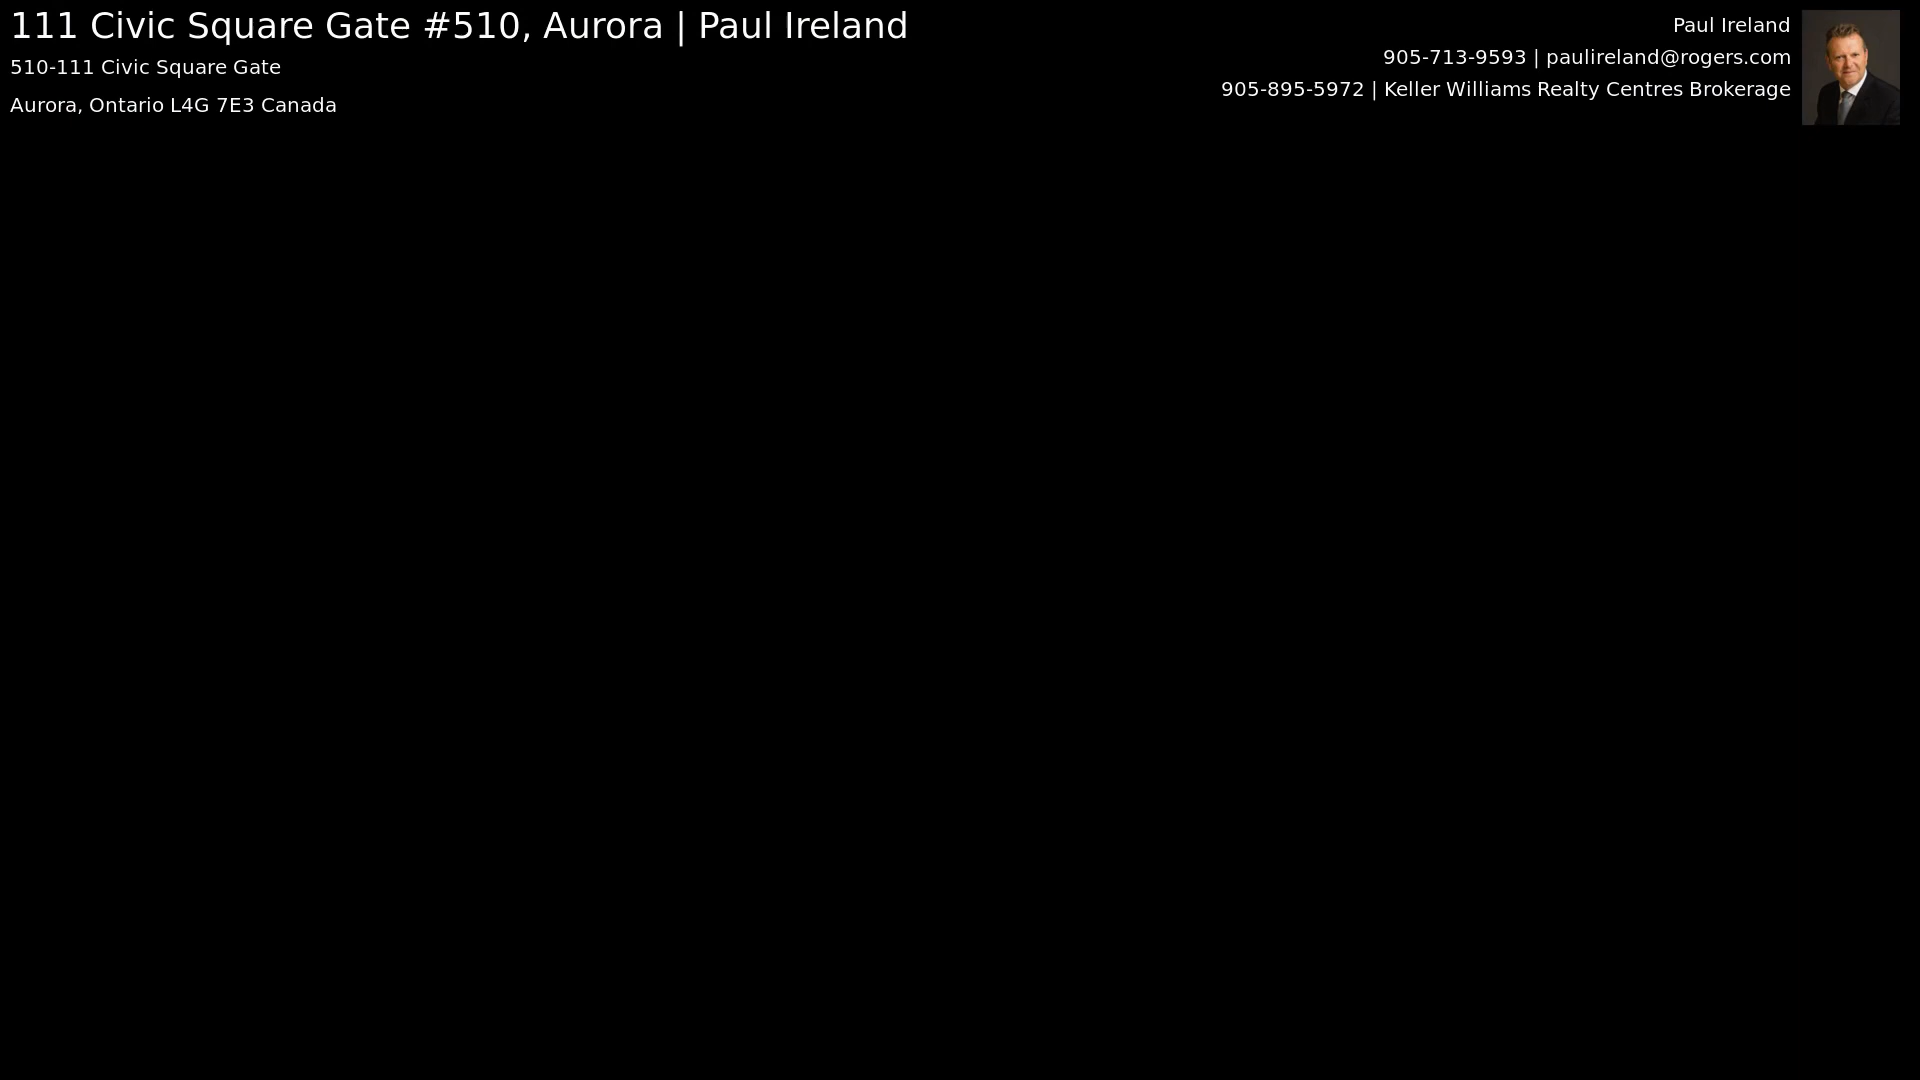 111 Civic Square Gate #510, Aurora | Paul Ireland
510-111 Civic Square Gate
Aurora, Ontario L4G 7E3 Canada
Paul Ireland
905-713-9593 | paulireland@rogers.com
905-895-5972 | Keller Williams Realty Centres Brokerage